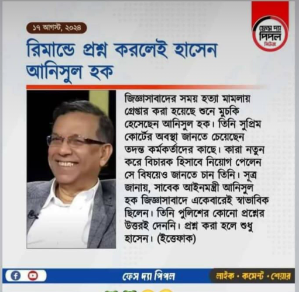 ১৭ আগস্ট, ২০২৪
ফেস দ্যা পিপল
রিমান্ডে প্রশ্ন করলেই হাসেন
আনিসুল হক
জিজ্ঞাসাবাদের সময় হত্যা মামলায়
গ্রেপ্তার করা হয়েছে শুনে মুচকি
হেসেছেন আনিসুল হক। তিনি সুপ্রিম
কোর্টের অবস্থা জানতে চেয়েছেন
তদন্ত কর্মকর্তাদের কাছে। কারা নতুন
করে বিচারক হিসাবে নিয়োগ পেলেন
সে বিষয়েও জানতে চান তিনি। সূত্র
জানায়, সাবেক আইনমন্ত্রী আনিসুল
হক জিজ্ঞাসাবাদে একেবারেই স্বাভাবিক
ছিলেন। তিনি পুলিশের কোনো প্রশ্নের
উত্তরই দেননি। প্রশ্ন করা হলে শুধু
হাসেন। (ইত্তেফাক)
ফেস দ্যা পিপল
লাইক - কমেন্ট - শেয়ার